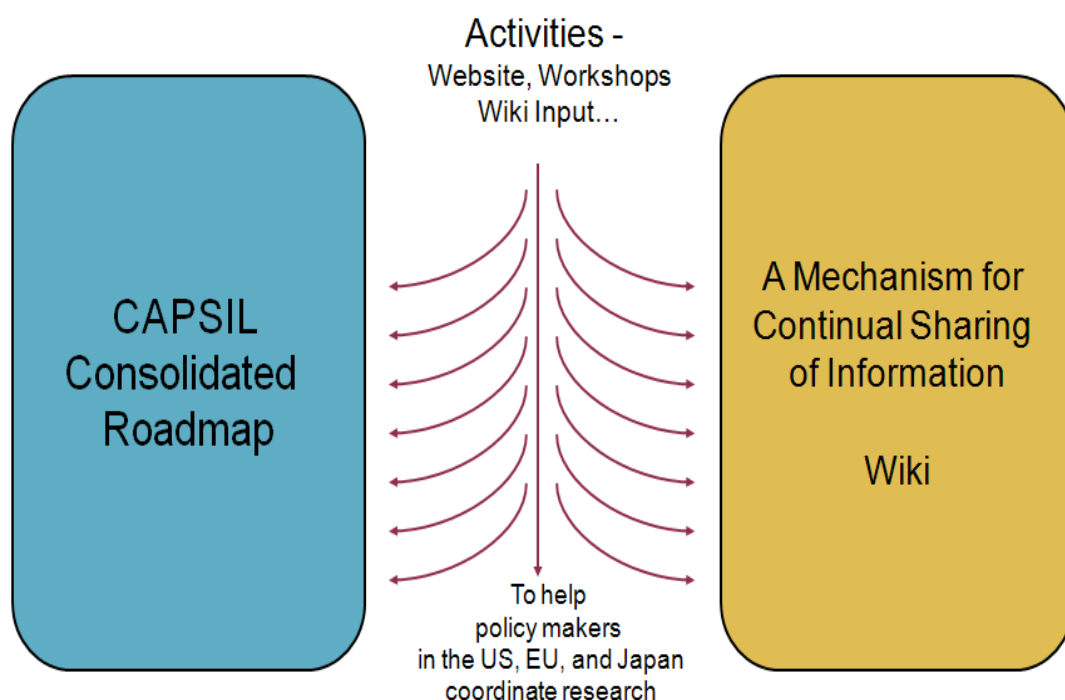 Activities -
Website, Workshops
Wiki Input…
CAPSIL
Consolidated
Roadmap
A Mechanism for
Continual Sharing
of Information
Wiki
To help
policy makers
in the US, EU, and Japan
coordinate research